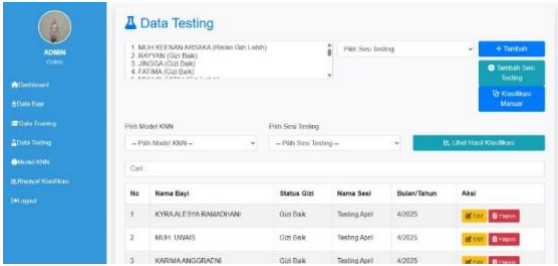 Data Testing
ADMIN
Online
Dashboard
Data Bayi
Data Training
Data Testing
Model KNN
Riwayat Klasifikasi
Logout
1. MUH KEENAN ARSAKA (Risiko Gizi Lebih)
2. RAYYAN (Gizi Baik)
3. JINGGA (Gizi Baik)
4. FATIMA (Gizi Baik)
Pilih Sesi Testing
+ Tambah
Tambah Sesi
Testing
Klasifikasi
Manual
Pilih Model KNN
Pilih Sesi Testing
-- Pilih Model KNN --
-- Pilih Sesi Testing --
Lihat Hasil Klasifikasi
Cari...
No Nama Bayi Status Gizi Nama Sesi Bulan/Tahun Aksi
1 KYRA ALESYA RAMADHANI Gizi Baik Testing April 4/2025 Edit Hapus
2 MUH. UWAIS Gizi Baik Testing April 4/2025 Edit Hapus
3 KARIMA ANGGRAENI Gizi Baik Testing April 4/2025 Edit Hapus